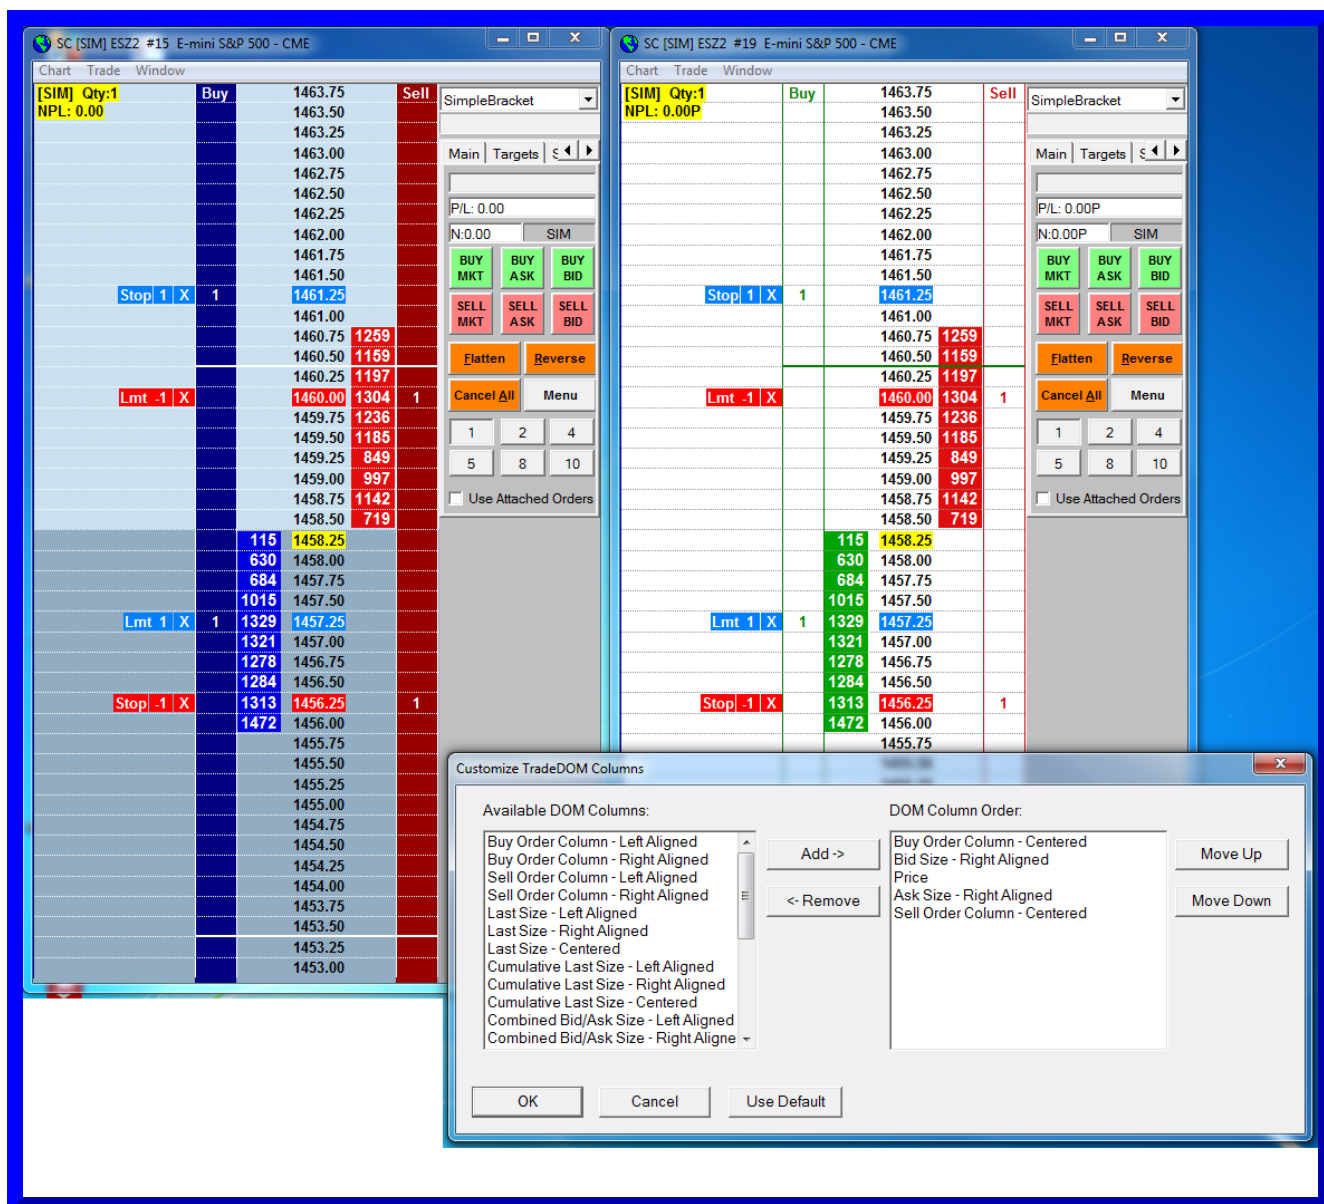 SC [SIM] ESZ2 #15 E-mini S&P 500 - CME
Chart Trade Window
[SIM] Qty:1 Buy 1463.75 Sell
NPL: 0.00 1463.50
1463.25
1463.00
1462.75
1462.50
1462.25
1462.00
1461.75
1461.50
Stop 1 X 1 1461.25
1461.00
1460.75 1259
1460.50 1159
1460.25 1197
Lmt -1 X 1460.00 1304 1
1459.75 1236
1459.50 1185
1459.25 849
1459.00 997
1458.75 1142
1458.50 719
115 1458.25
630 1458.00
684 1457.75
1015 1457.50
Lmt 1 X 1 1329 1457.25
1321 1457.00
1278 1456.75
1284 1456.50
Stop -1 X 1313 1456.25 1
1472 1456.00
1455.75
1455.50
1455.25
1455.00
1454.75
1454.50
1454.25
1454.00
1453.75
1453.50
1453.25
1453.00
SimpleBracket
Main Targets
P/L: 0.00
N:0.00 SIM
BUY MKT BUY ASK BUY BID
SELL MKT SELL ASK SELL BID
Flatten Reverse
Cancel All Menu
1 2 4
5 8 10
Use Attached Orders
SC [SIM] ESZ2 #19 E-mini S&P 500 - CME
Chart Trade Window
[SIM] Qty:1 Buy 1463.75 Sell
NPL: 0.00P 1463.50
1463.25
1463.00
1462.75
1462.50
1462.25
1462.00
1461.75
1461.50
Stop 1 X 1 1461.25
1461.00
1460.75 1259
1460.50 1159
1460.25 1197
Lmt -1 X 1460.00 1304 1
1459.75 1236
1459.50 1185
1459.25 849
1459.00 997
1458.75 1142
1458.50 719
115 1458.25
630 1458.00
684 1457.75
1015 1457.50
Lmt 1 X 1 1329 1457.25
1321 1457.00
1278 1456.75
1284 1456.50
Stop -1 X 1313 1456.25 1
1472 1456.00
1455.75
SimpleBracket
Main Targets
P/L: 0.00P
N:0.00P SIM
BUY MKT BUY ASK BUY BID
SELL MKT SELL ASK SELL BID
Flatten Reverse
Cancel All Menu
1 2 4
5 8 10
Use Attached Orders
Customize TradeDOM Columns
Available DOM Columns:
Buy Order Column - Left Aligned
Buy Order Column - Right Aligned
Sell Order Column - Left Aligned
Sell Order Column - Right Aligned
Last Size - Left Aligned
Last Size - Right Aligned
Last Size - Centered
Cumulative Last Size - Left Aligned
Cumulative Last Size - Right Aligned
Cumulative Last Size - Centered
Combined Bid/Ask Size - Left Aligned
Combined Bid/Ask Size - Right Aligne
Add ->
<- Remove
DOM Column Order:
Buy Order Column - Centered
Bid Size - Right Aligned
Price
Ask Size - Right Aligned
Sell Order Column - Centered
Move Up
Move Down
OK Cancel Use Default